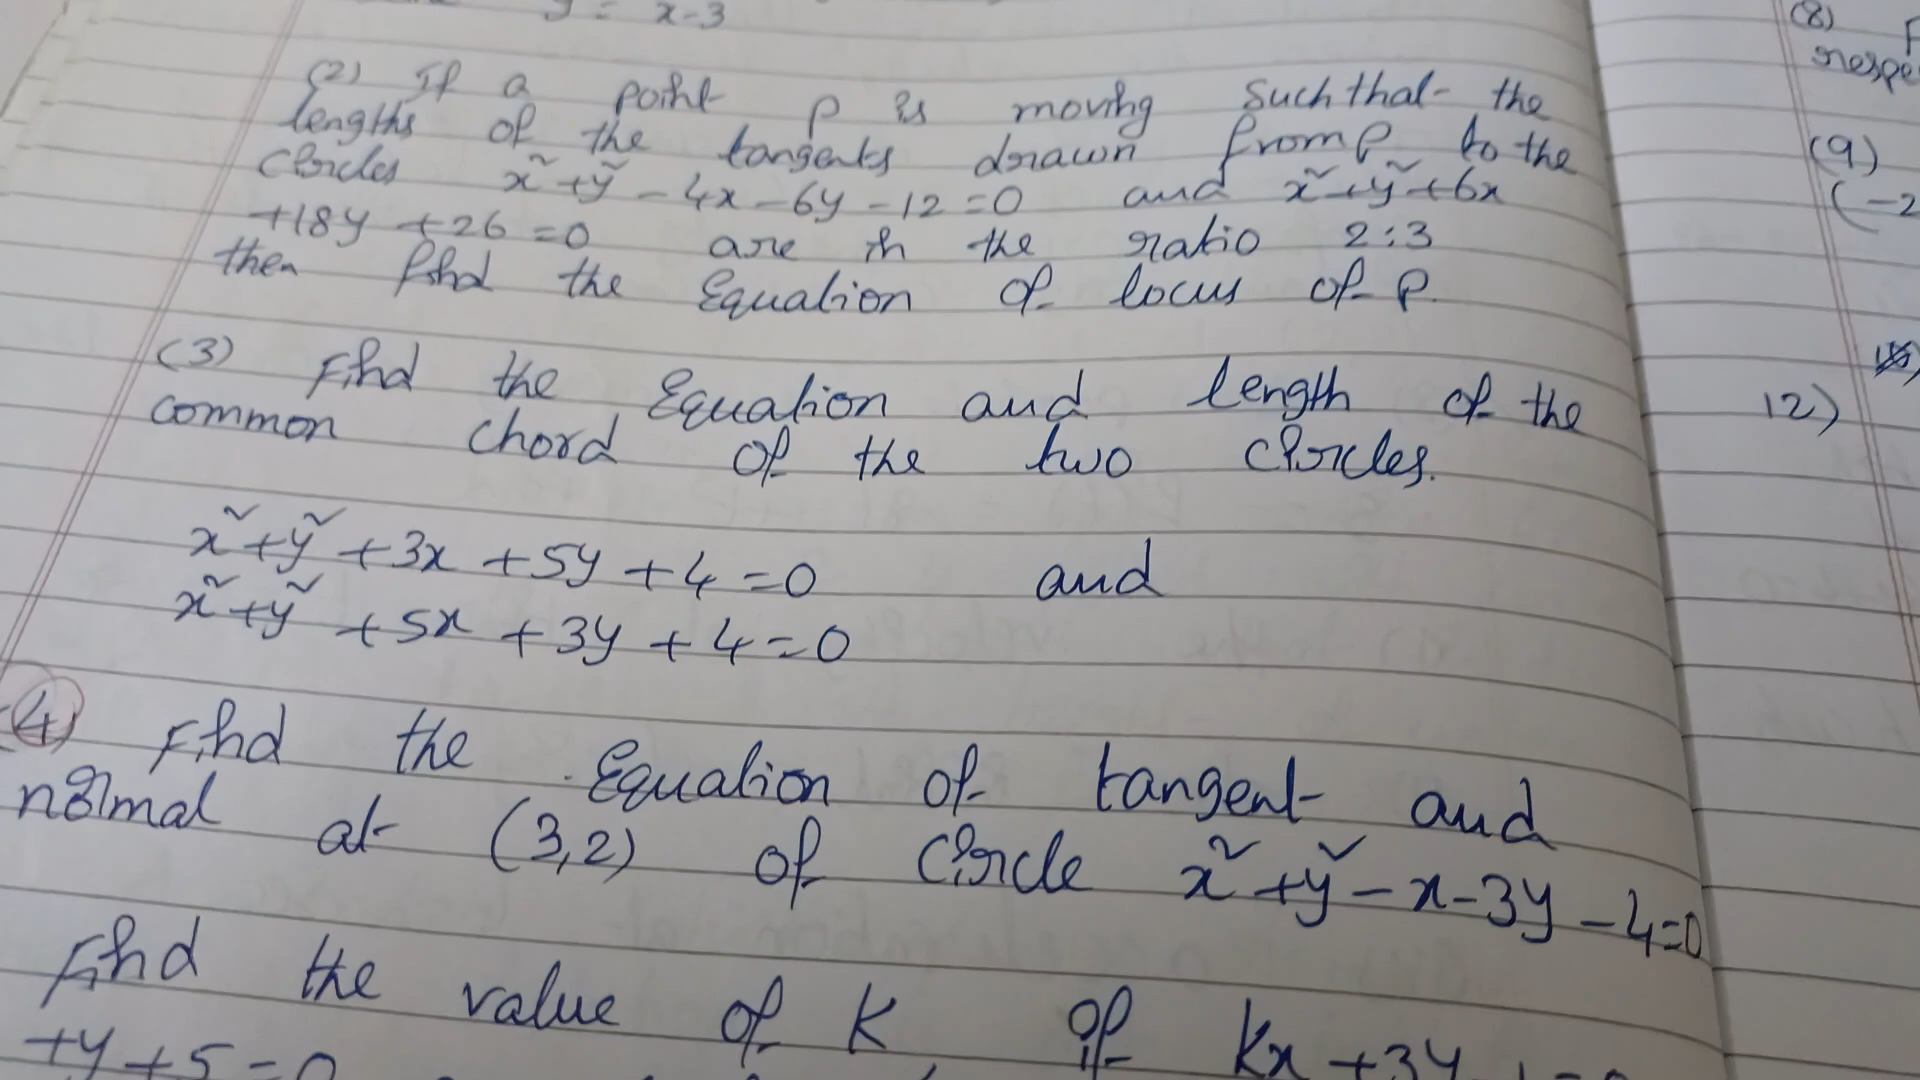 y = x-3
(2) If a point P is moving such that the
lengths of the tangents drawn from P to the
circles x²+y²-4x-6y-12=0 and x²+y²+6x
+18y+26=0 are in the ratio 2:3
then find the Equation of locus of P.
(3) Find the Equation and length of the
common chord of the two circles.
x²+y²+3x+5y+4=0 and
x²+y²+5x+3y+4=0
(4) Find the Equation of tangent and
normal at (3,2) of circle x²+y²-x-3y-4=0
Find the value of K, if Kx+3y
+y+5=0
(8)
respe
(9)
(-2
12)